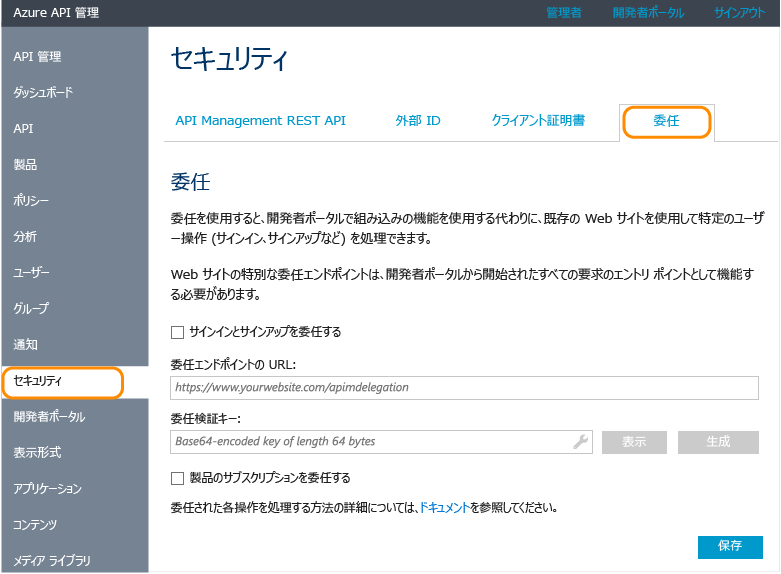 Azure API 管理
管理者 開発者ポータル サインアウト
API 管理
ダッシュボード
API
製品
ポリシー
分析
ユーザー
グループ
通知
セキュリティ
開発者ポータル
表示形式
アプリケーション
コンテンツ
メディア ライブラリ
セキュリティ
API Management REST API 外部 ID クライアント証明書 委任
委任
委任を使用すると、開発者ポータルで組み込みの機能を使用する代わりに、既存の Web サイトを使用して特定のユーザ
ー操作 (サインイン、サインアップなど) を処理できます。
Web サイトの特別な委任エンドポイントは、開発者ポータルから開始されたすべての要求のエントリ ポイントとして機能す
る必要があります。
サインインとサインアップを委任する
委任エンドポイントの URL:
https://www.yourwebsite.com/apimdelegation
委任検証キー:
Base64-encoded key of length 64 bytes 表示 生成
製品のサブスクリプションを委任する
委任された各操作を処理する方法の詳細については、ドキュメントを参照してください。
保存